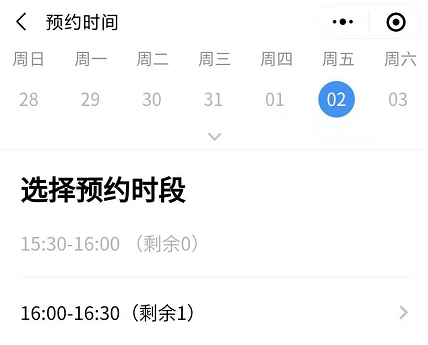 预约时间
周日 周一 周二 周三 周四 周五 周六
28 29 30 31 01 02 03
选择预约时段
15:30-16:00 （剩余0）
16:00-16:30（剩余1）